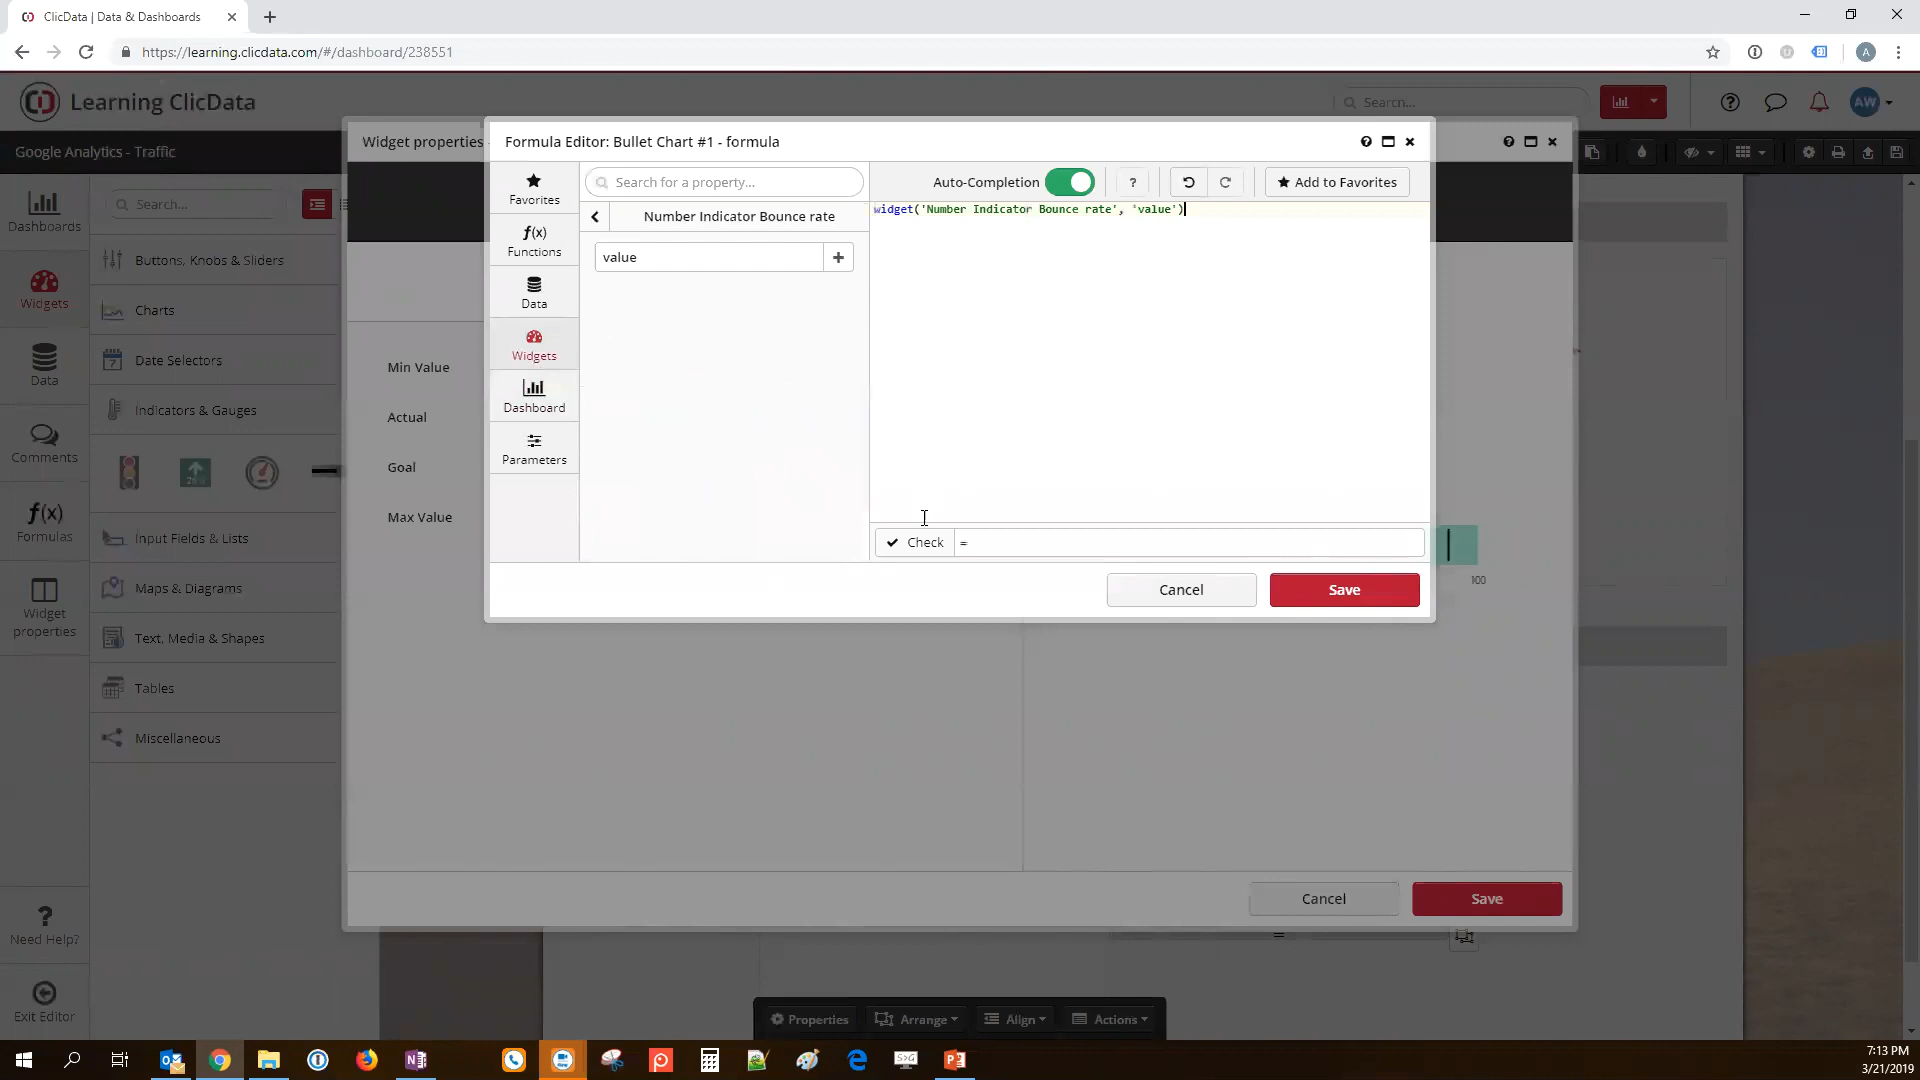 ClicData | Data & Dashboards
https://learning.clicdata.com/#/dashboard/238551
A
Learning ClicData
Search...
AW
Google Analytics - Traffic
Widget properties
Formula Editor: Bullet Chart #1 - formula
Dashboards
Widgets
Data
Comments
f(x)
Formulas
Widget
properties
Need Help?
Exit Editor
Search...
Buttons, Knobs & Sliders
Charts
Date Selectors
Indicators & Gauges
Input Fields & Lists
Maps & Diagrams
Text, Media & Shapes
Tables
Miscellaneous
Min Value
Actual
Goal
Max Value
Favorites
f(x)
Functions
Data
Widgets
Dashboard
Parameters
Search for a property...
Number Indicator Bounce rate
value
Auto-Completion
?
Add to Favorites
widget('Number Indicator Bounce rate', 'value')
Check
=
Cancel
Save
100
Cancel
Save
Properties
Arrange
Align
Actions
7:13 PM
3/21/2019